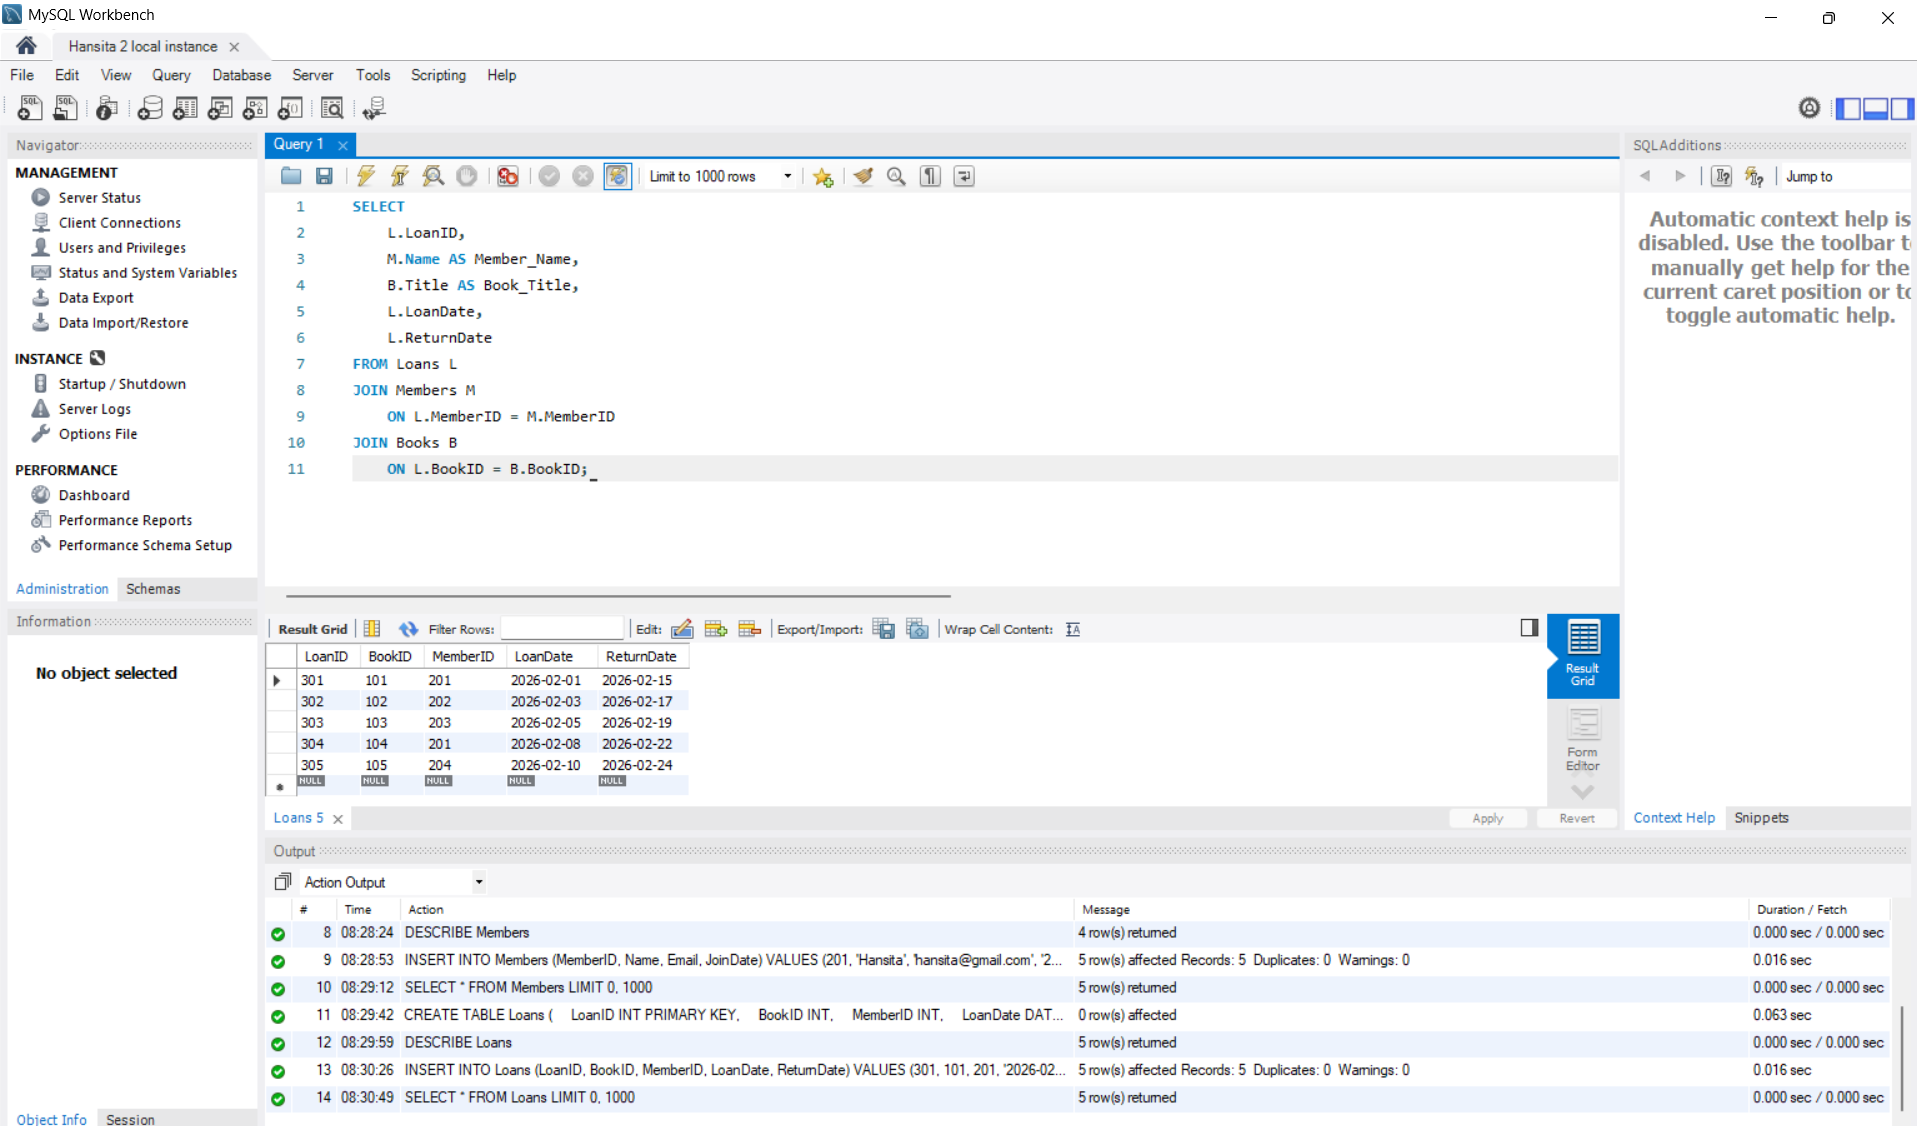 MySQL Workbench
Hansita 2 local instance
File Edit View Query Database Server Tools Scripting Help
Navigator
MANAGEMENT
Server Status
Client Connections
Users and Privileges
Status and System Variables
Data Export
Data Import/Restore
INSTANCE
Startup / Shutdown
Server Logs
Options File
PERFORMANCE
Dashboard
Performance Reports
Performance Schema Setup
Administration Schemas
Information
No object selected
Object Info Session
Query 1
Limit to 1000 rows
1 SELECT
2 L.LoanID,
3 M.Name AS Member_Name,
4 B.Title AS Book_Title,
5 L.LoanDate,
6 L.ReturnDate
7 FROM Loans L
8 JOIN Members M
9 ON L.MemberID = M.MemberID
10 JOIN Books B
11 ON L.BookID = B.BookID;
Result Grid Filter Rows: Edit: Export/Import: Wrap Cell Content:
LoanID BookID MemberID LoanDate ReturnDate
301 101 201 2026-02-01 2026-02-15
302 102 202 2026-02-03 2026-02-17
303 103 203 2026-02-05 2026-02-19
304 104 201 2026-02-08 2026-02-22
305 105 204 2026-02-10 2026-02-24
NULL NULL NULL NULL NULL
Result
Grid
Form
Editor
Loans 5 Apply Revert
SQLAdditions
Jump to
Automatic context help is
disabled. Use the toolbar t
manually get help for the
current caret position or to
toggle automatic help.
Context Help Snippets
Output
Action Output
# Time Action Message Duration / Fetch
8 08:28:24 DESCRIBE Members 4 row(s) returned 0.000 sec / 0.000 sec
9 08:28:53 INSERT INTO Members (MemberID, Name, Email, JoinDate) VALUES (201, 'Hansita', 'hansita@gmail.com', '2... 5 row(s) affected Records: 5 Duplicates: 0 Warnings: 0 0.016 sec
10 08:29:12 SELECT * FROM Members LIMIT 0, 1000 5 row(s) returned 0.000 sec / 0.000 sec
11 08:29:42 CREATE TABLE Loans ( LoanID INT PRIMARY KEY, BookID INT, MemberID INT, LoanDate DAT... 0 row(s) affected 0.063 sec
12 08:29:59 DESCRIBE Loans 5 row(s) returned 0.000 sec / 0.000 sec
13 08:30:26 INSERT INTO Loans (LoanID, BookID, MemberID, LoanDate, ReturnDate) VALUES (301, 101, 201, '2026-02... 5 row(s) affected Records: 5 Duplicates: 0 Warnings: 0 0.016 sec
14 08:30:49 SELECT * FROM Loans LIMIT 0, 1000 5 row(s) returned 0.000 sec / 0.000 sec